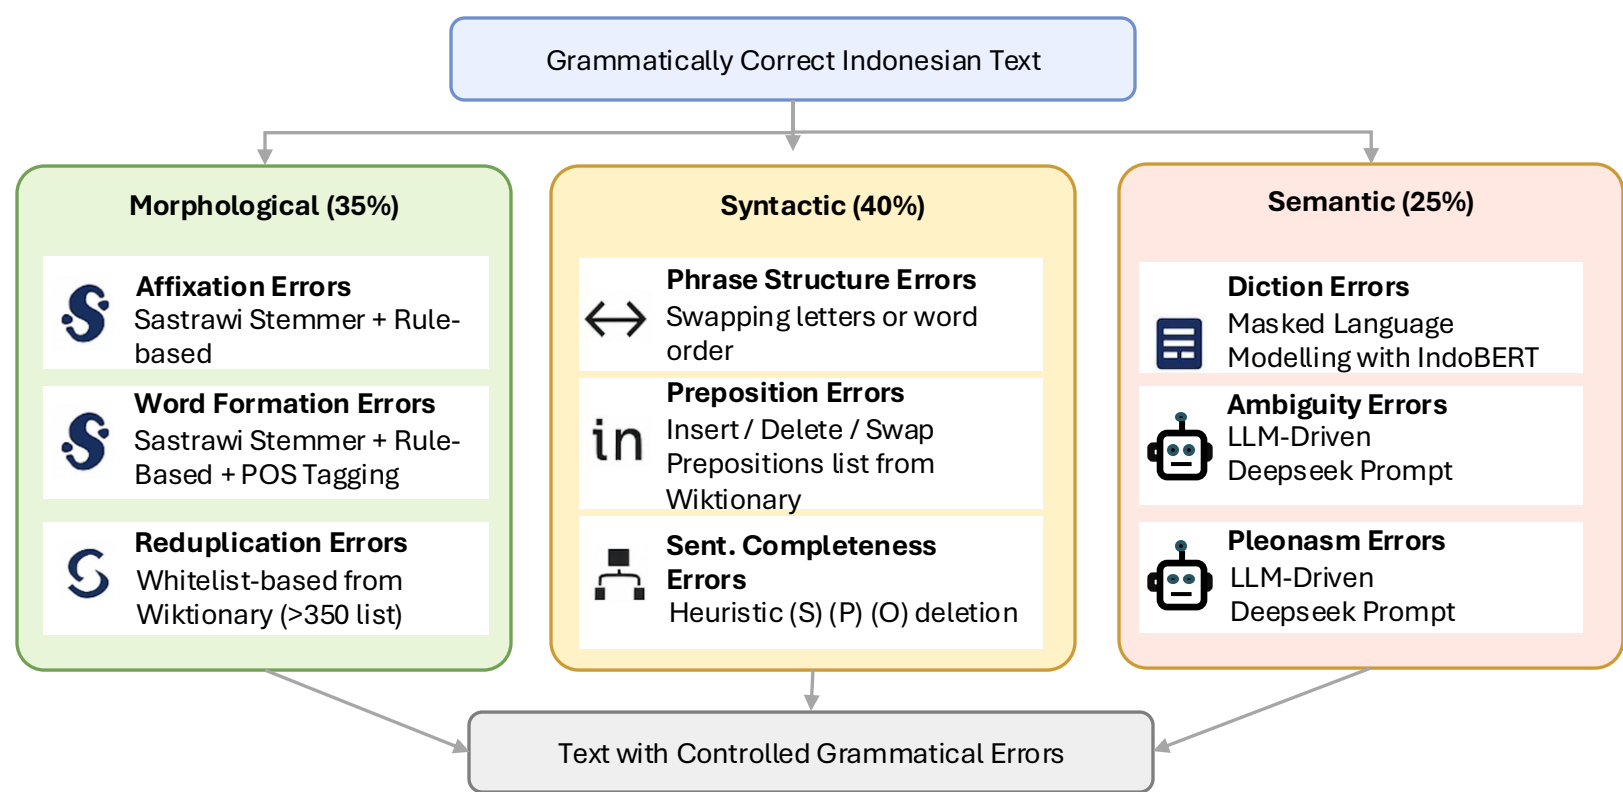 Grammatically Correct Indonesian Text
Morphological (35%)
Affixation Errors
Sastrawi Stemmer + Rule-
based
Word Formation Errors
Sastrawi Stemmer + Rule-
Based + POS Tagging
Reduplication Errors
Whitelist-based from
Wiktionary (>350 list)
Syntactic (40%)
Phrase Structure Errors
Swapping letters or word
order
in
Preposition Errors
Insert / Delete / Swap
Prepositions list from
Wiktionary
Sent. Completeness
Errors
Heuristic (S) (P) (O) deletion
Semantic (25%)
Diction Errors
Masked Language
Modelling with IndoBERT
Ambiguity Errors
LLM-Driven
Deepseek Prompt
Pleonasm Errors
LLM-Driven
Deepseek Prompt
Text with Controlled Grammatical Errors